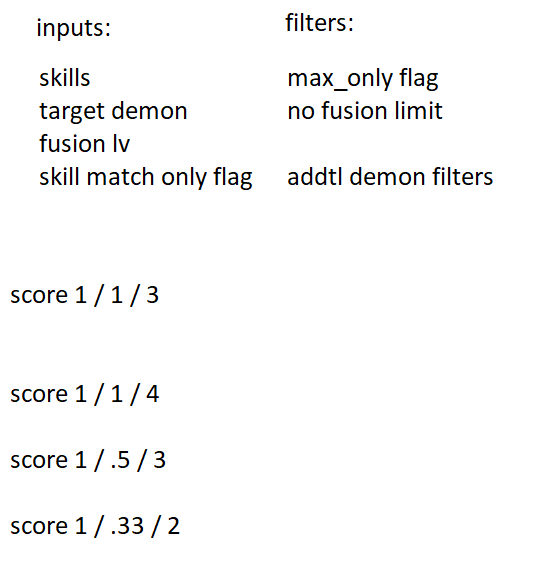 inputs:
skills
target demon
fusion lv
skill match only flag
filters:
max_only flag
no fusion limit
addtl demon filters
score 1 / 1 / 3
score 1 / 1 / 4
score 1 / .5 / 3
score 1 / .33 / 2